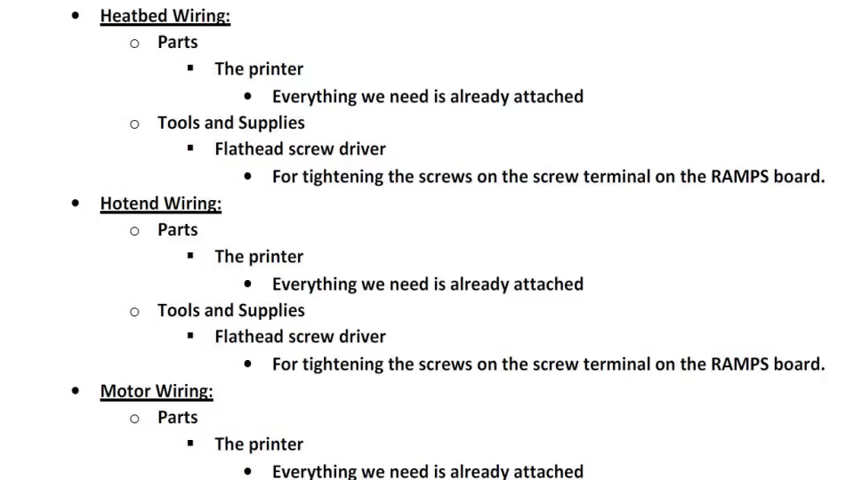 • Heatbed Wiring:
o Parts
▪ The printer
• Everything we need is already attached
o Tools and Supplies
▪ Flathead screw driver
• For tightening the screws on the screw terminal on the RAMPS board.
• Hotend Wiring:
o Parts
▪ The printer
• Everything we need is already attached
o Tools and Supplies
▪ Flathead screw driver
• For tightening the screws on the screw terminal on the RAMPS board.
• Motor Wiring:
o Parts
▪ The printer
• Everything we need is already attached